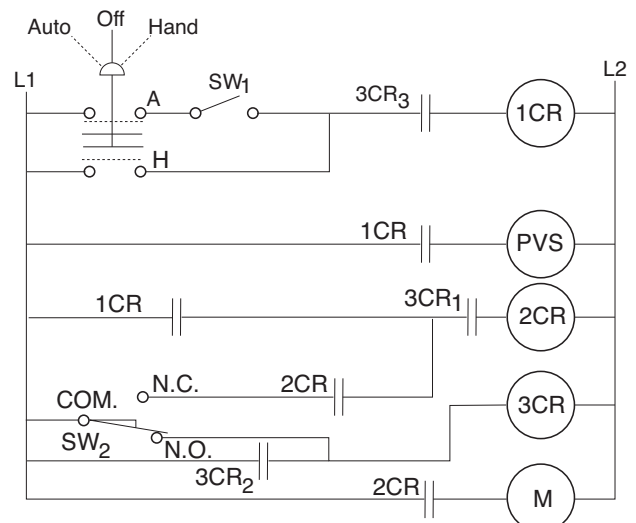 Off
Auto Hand
L1 L2
A SW1 3CR3 1CR
H
1CR PVS
1CR 3CR1 2CR
N.C. 2CR
COM. 3CR
SW2 N.O.
3CR2 2CR M